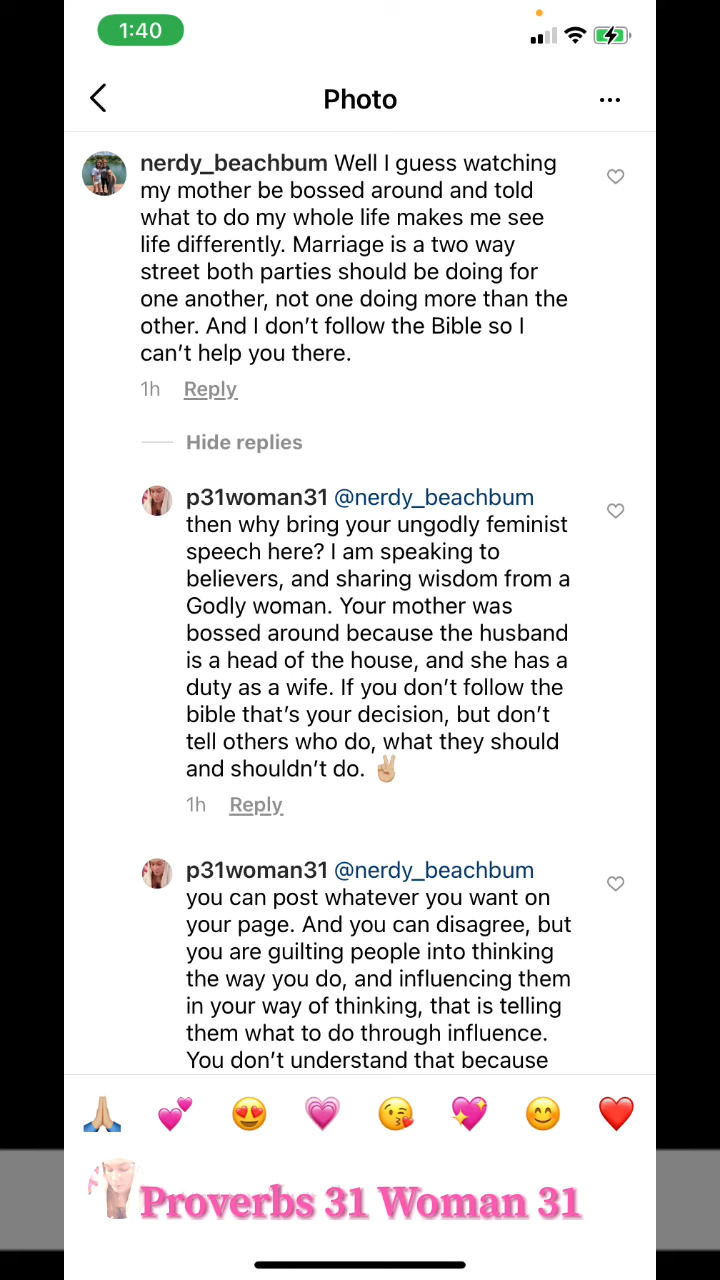 1:40
Photo
nerdy_beachbum Well I guess watching
my mother be bossed around and told
what to do my whole life makes me see
life differently. Marriage is a two way
street both parties should be doing for
one another, not one doing more than the
other. And I don’t follow the Bible so I
can’t help you there.
1h Reply
Hide replies
p31woman31 @nerdy_beachbum
then why bring your ungodly feminist
speech here? I am speaking to
believers, and sharing wisdom from a
Godly woman. Your mother was
bossed around because the husband
is a head of the house, and she has a
duty as a wife. If you don’t follow the
bible that’s your decision, but don’t
tell others who do, what they should
and shouldn’t do. ✌🏼
1h Reply
p31woman31 @nerdy_beachbum
you can post whatever you want on
your page. And you can disagree, but
you are guilting people into thinking
the way you do, and influencing them
in your way of thinking, that is telling
them what to do through influence.
You don’t understand that because
Proverbs 31 Woman 31